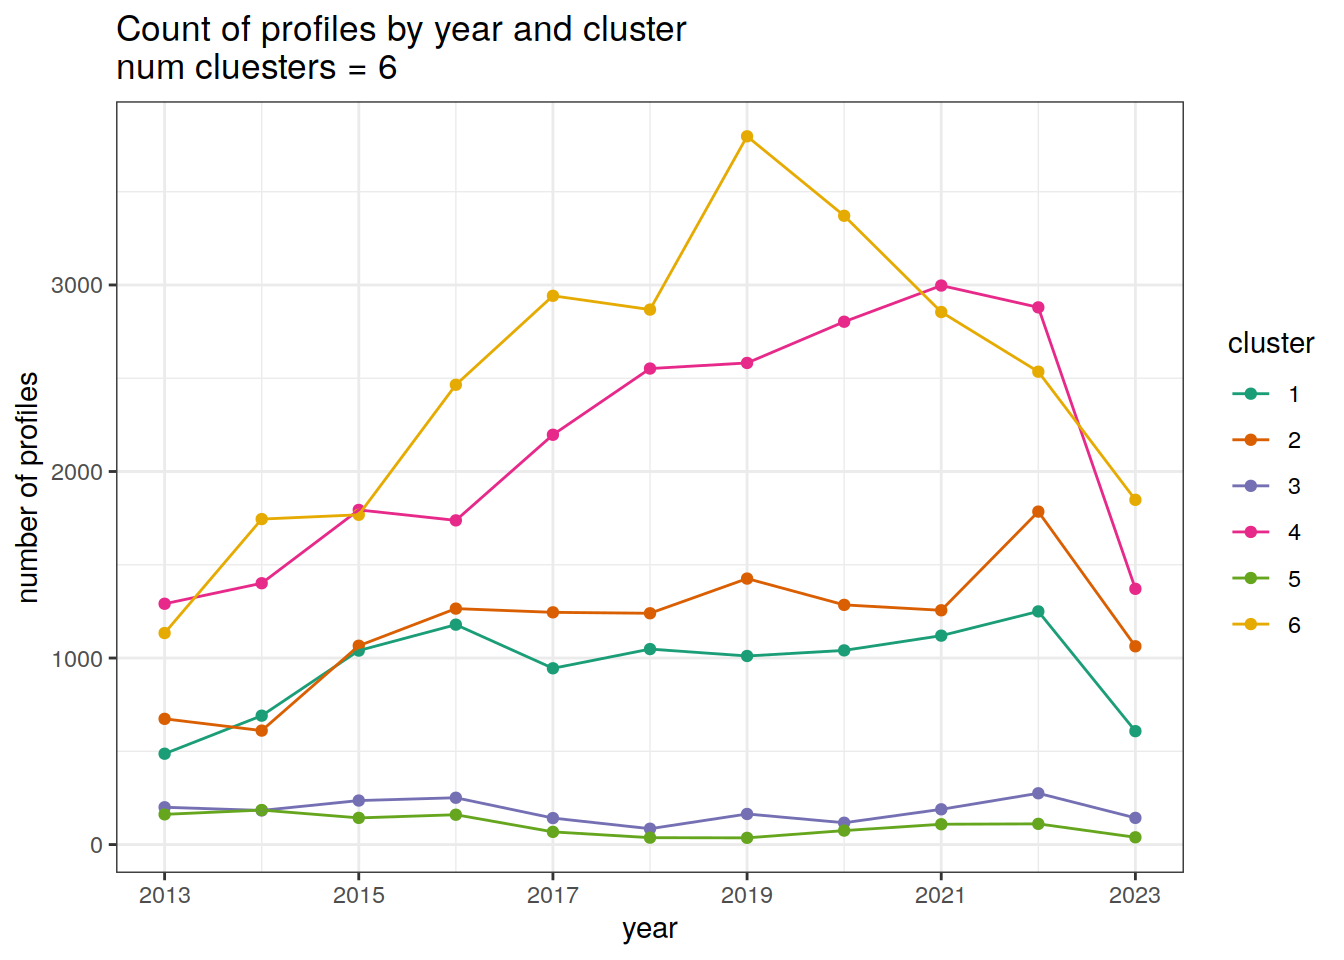 Count of profiles by year and cluster
num cluesters = 6
number of profiles
3000
2000
1000
0
2013 2015 2017 2019 2021 2023
year
cluster
1
2
3
4
5
6